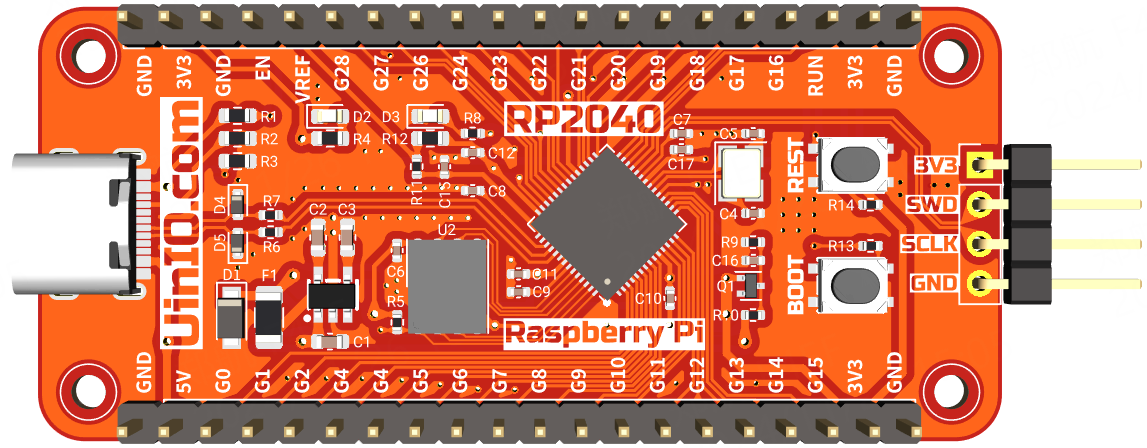 GND 3V3 GND EN VREF G28 G27 G26 G24 G23 G22 G21 G20 G19 G18 G17 G16 RUN 3V3 GND
Uinio.com
RP2040
Raspberry Pi
R1
R2
R3
D2
R4
D3
R12
R8
C12
R11
C15
C8
C7
C17
C5
C4
D4
D5
R7
R6
C2
C3
U2
C6
R5
D1
F1
C1
C11
C9
C10
R9
C16
Q1
R10
REST
R14
R13
BOOT
3V3
SWD
SCLK
GND
GND 5V G0 G1 G2 G4 G4 G5 G6 G7 G8 G9 G10 G11 G12 G13 G14 G15 3V3 GND